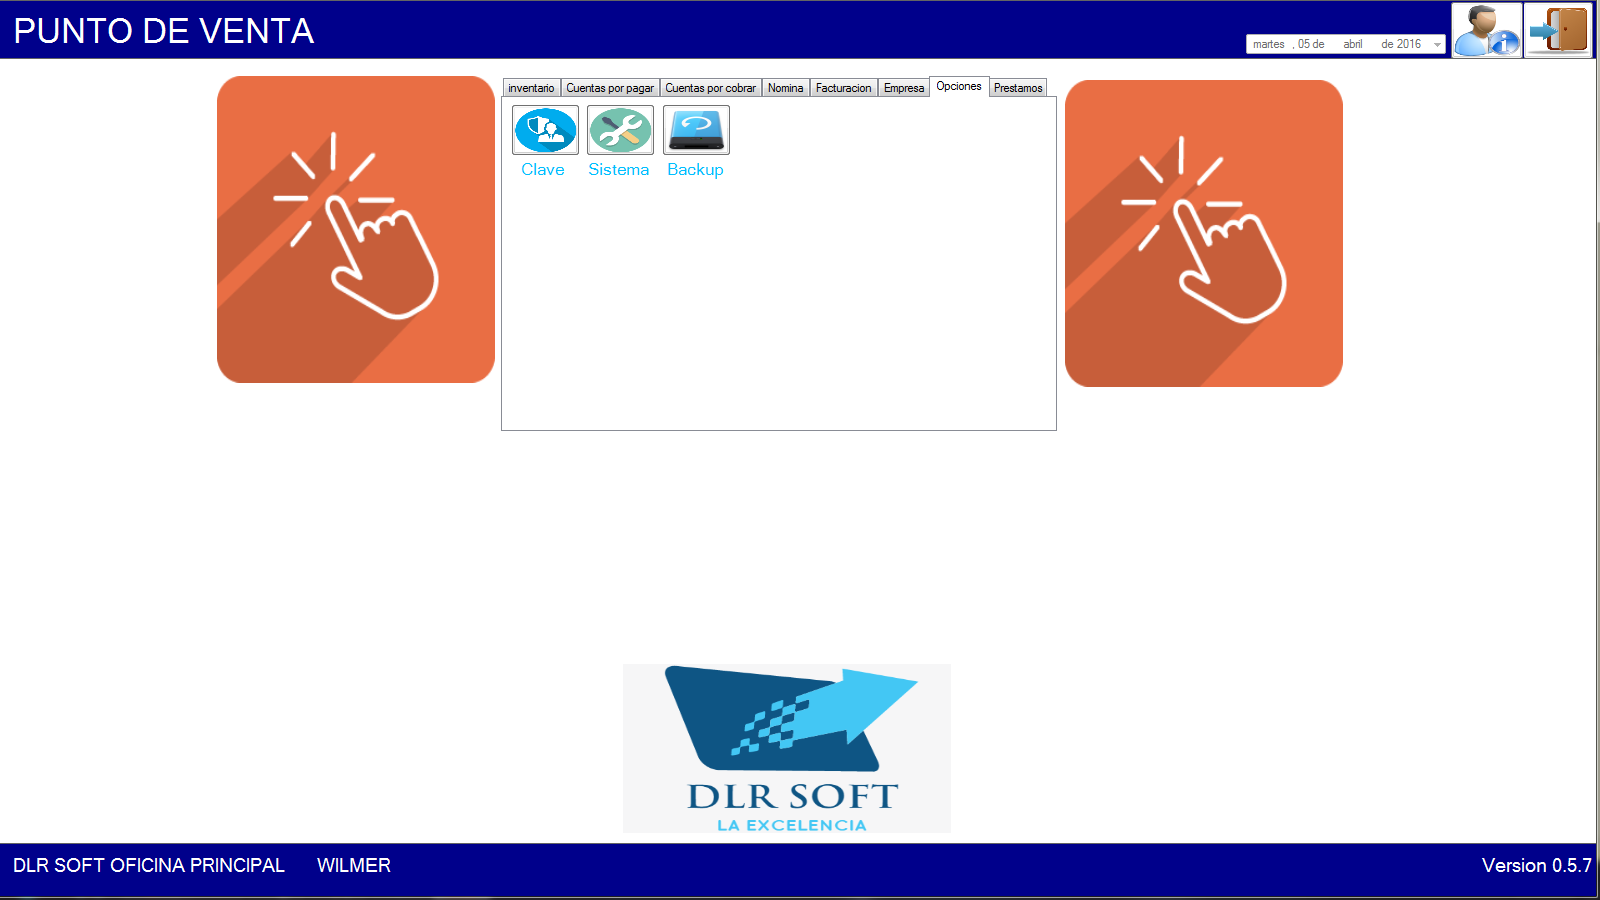 PUNTO DE VENTA
martes , 05 de abril de 2016
inventario Cuentas por pagar Cuentas por cobrar Nomina Facturacion Empresa Opciones Prestamos
Clave Sistema Backup
DLR SOFT
LA EXCELENCIA
DLR SOFT OFICINA PRINCIPAL WILMER Version 0.5.7